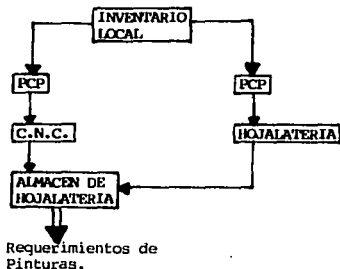 INVENTARIO
LOCAL
PCP
PCP
C.N.C.
HOJALATERIA
ALMACEN DE
HOJALATERIA
Requerimientos de
Pinturas.